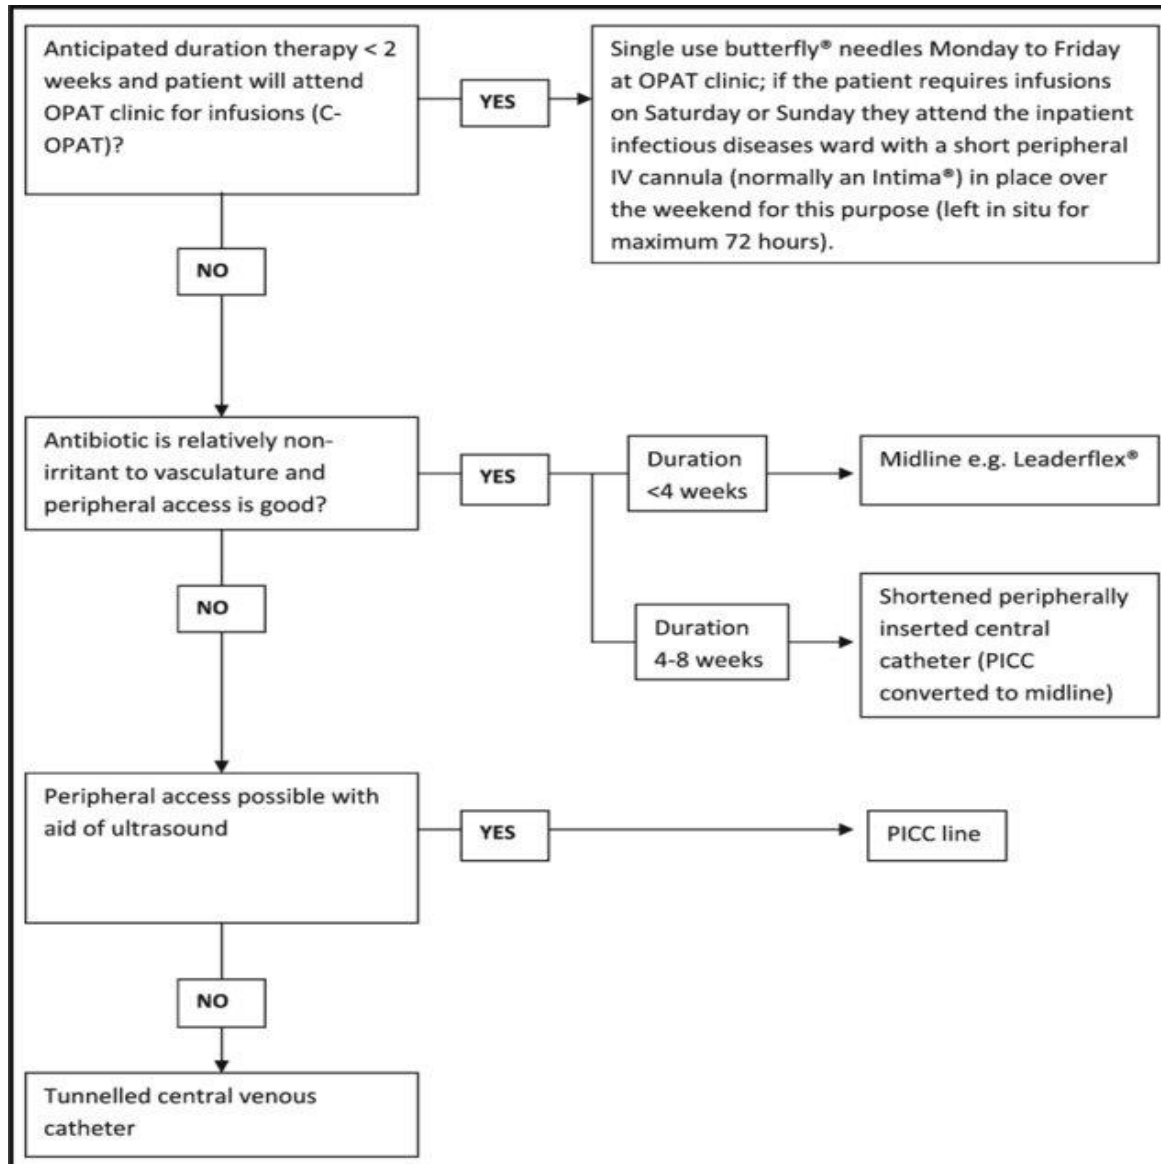 Anticipated duration therapy < 2
weeks and patient will attend
OPAT clinic for infusions (C-
OPAT)?
YES
Single use butterfly® needles Monday to Friday
at OPAT clinic; if the patient requires infusions
on Saturday or Sunday they attend the inpatient
infectious diseases ward with a short peripheral
IV cannula (normally an Intima®) in place over
the weekend for this purpose (left in situ for
maximum 72 hours).
NO
Antibiotic is relatively non-
irritant to vasculature and
peripheral access is good?
YES
Duration
<4 weeks
Midline e.g. Leaderflex®
Duration
4-8 weeks
Shortened peripherally
inserted central
catheter (PICC
converted to midline)
NO
Peripheral access possible with
aid of ultrasound
YES
PICC line
NO
Tunnelled central venous
catheter